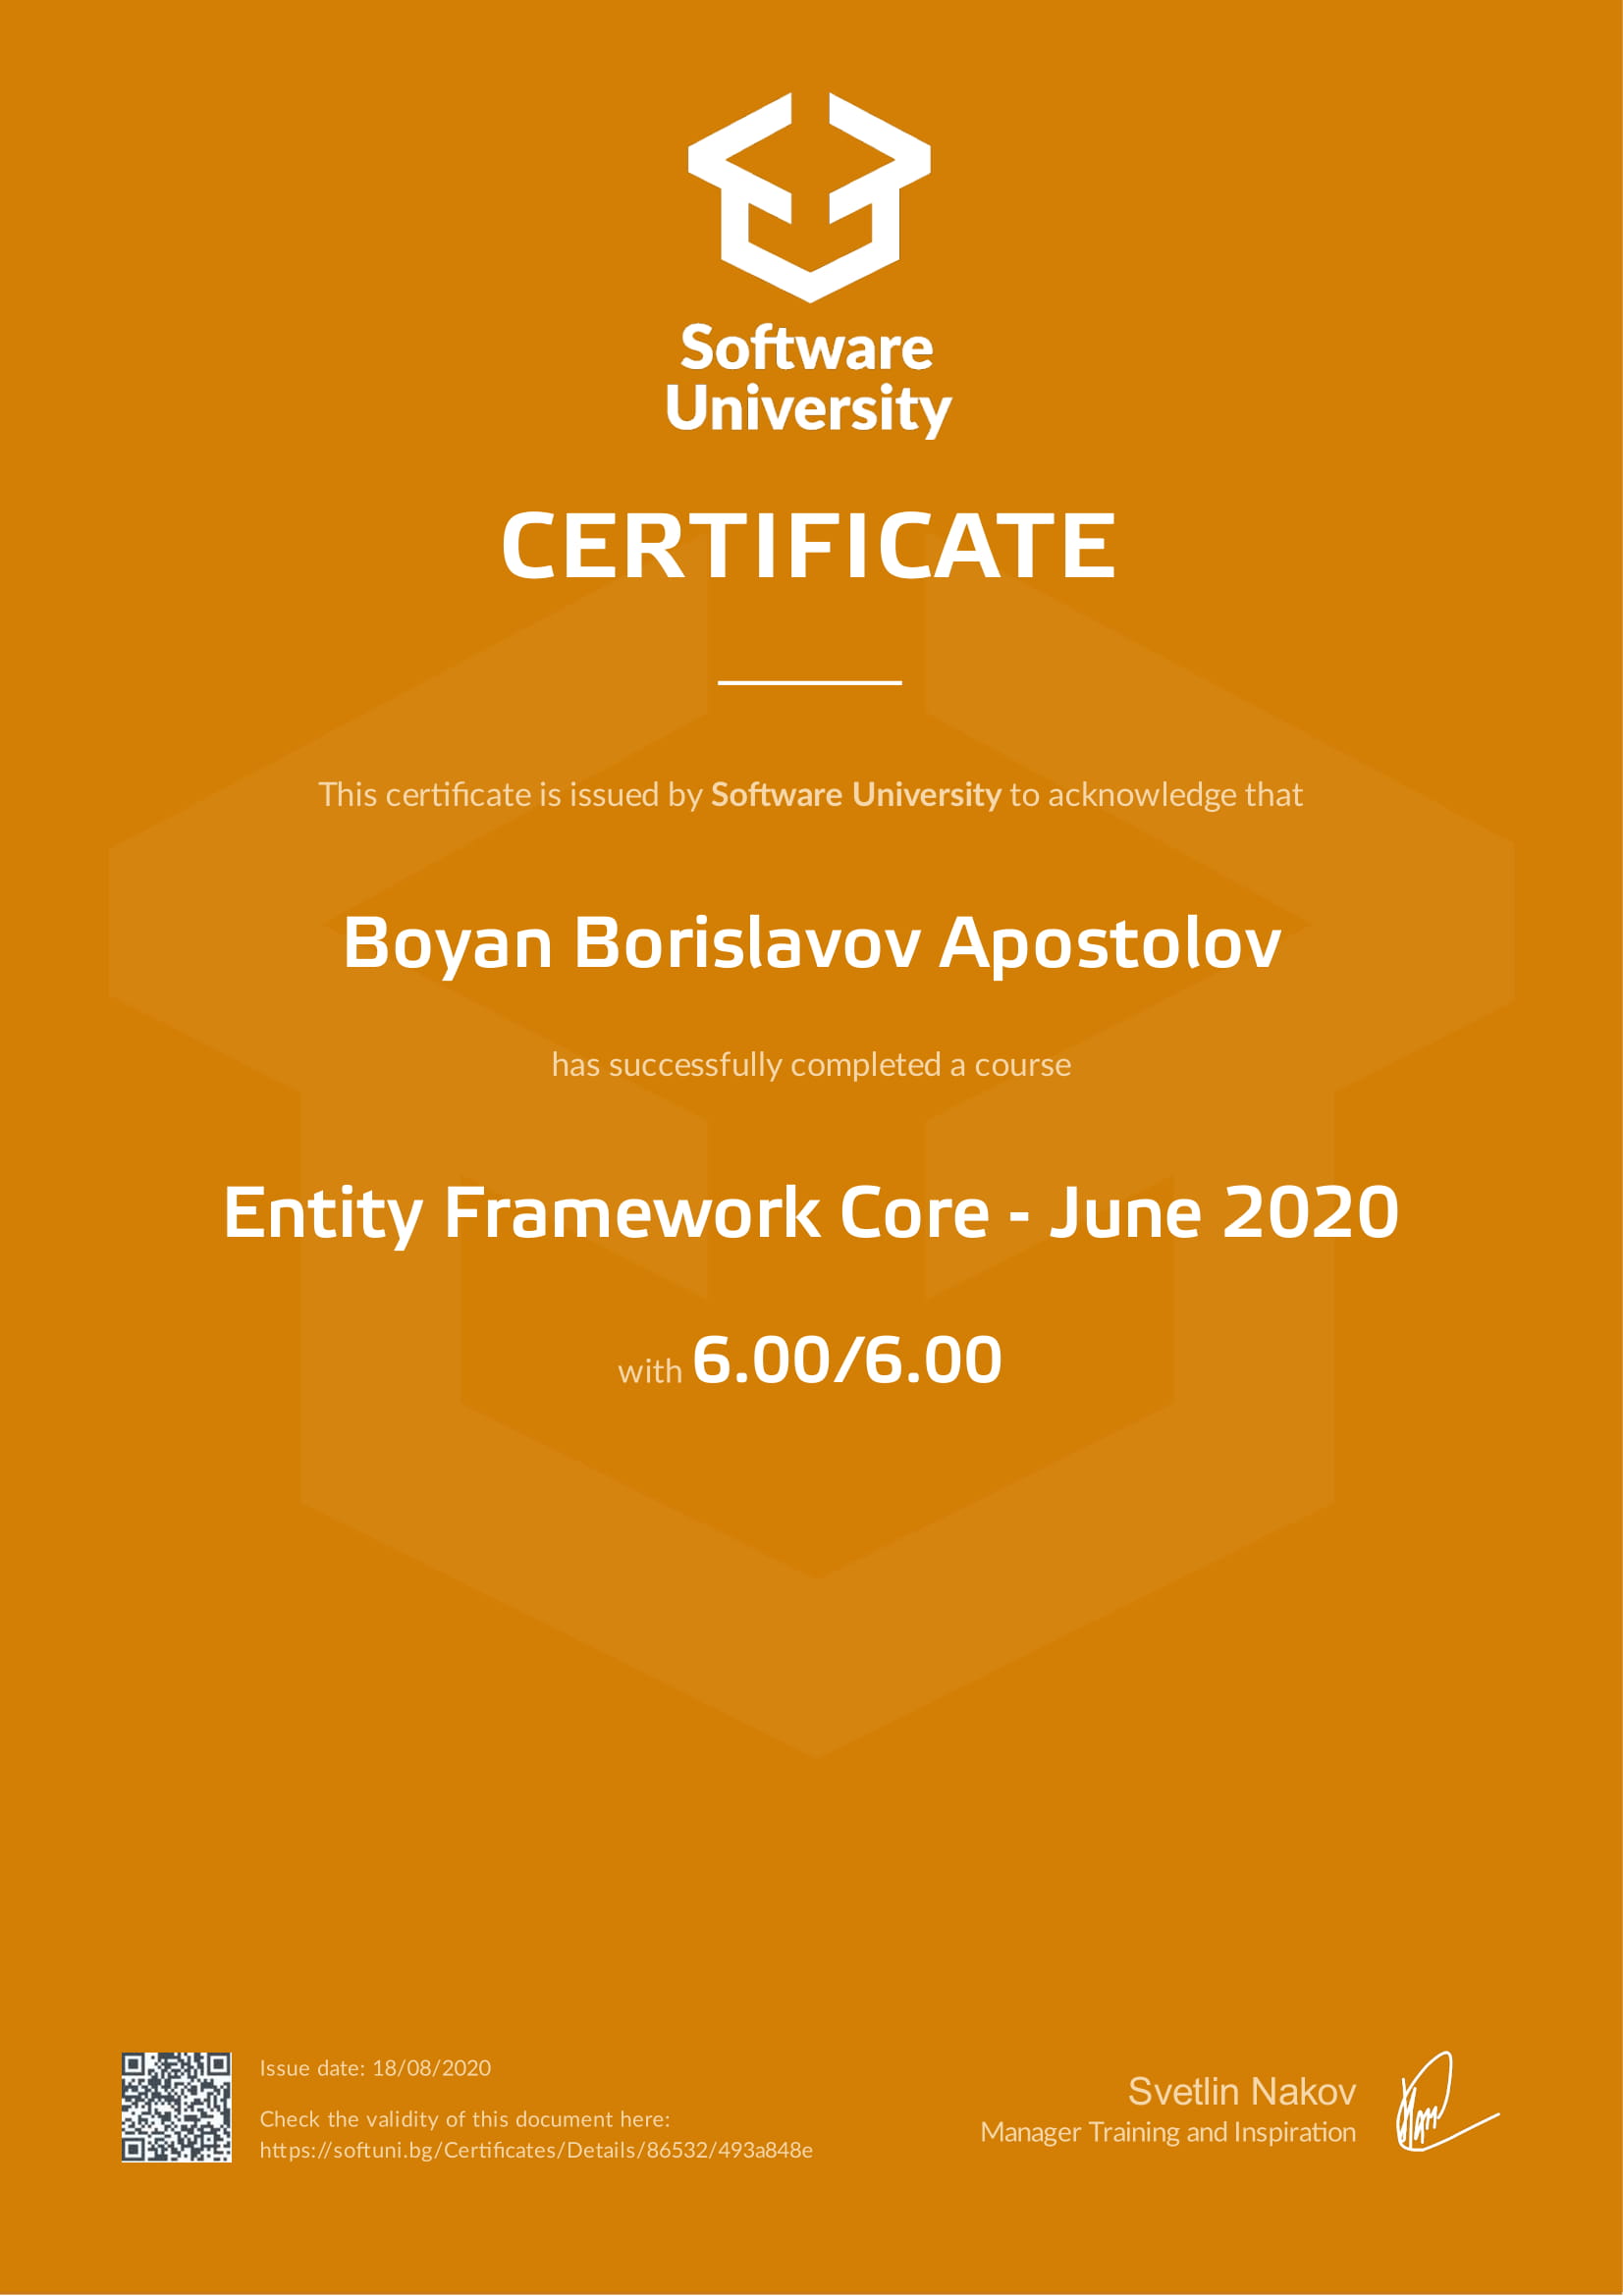 Software
University
CERTIFICATE
This certificate is issued by Software University to acknowledge that
Boyan Borislavov Apostolov
has successfully completed a course
Entity Framework Core - June 2020
with 6.00/6.00
Issue date: 18/08/2020
Check the validity of this document here:
https://softuni.bg/Certificates/Details/86532/493a848e
Svetlin Nakov
Manager Training and Inspiration